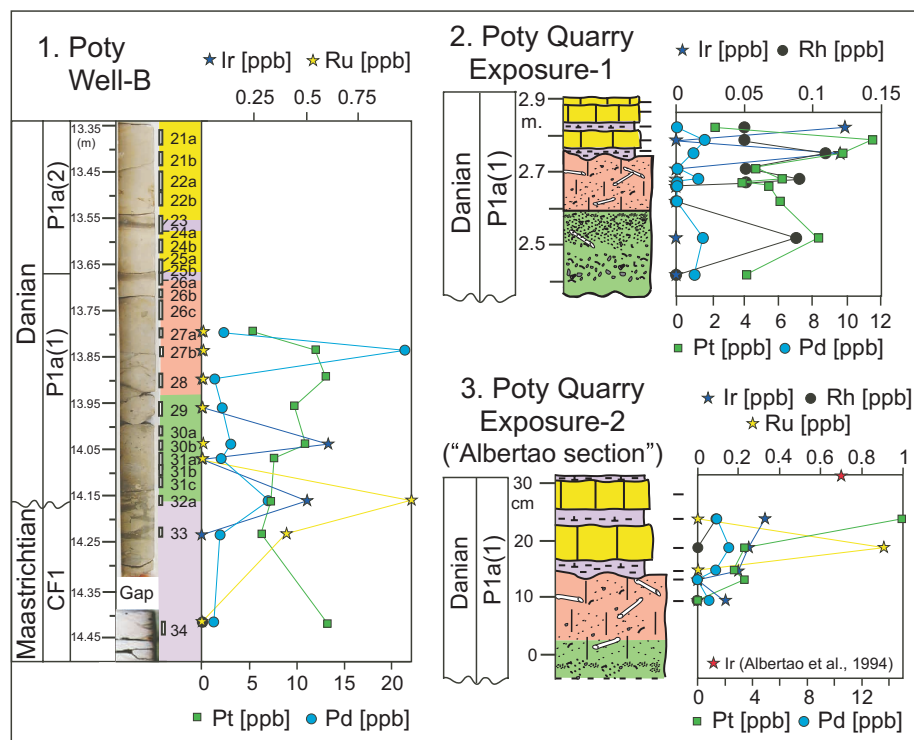 1. Poty
Well-B
Ir [ppb] Ru [ppb]
0.25 0.5 0.75
Danian
Maastrichtian
P1a(2)
P1a(1)
CF1
13.35
(m)
13.45
13.55
13.65
13.75
13.85
13.95
14.05
14.15
14.25
14.45
Gap
21a
21b
22a
22b
23
24a
24b
25a
25b
26a
26b
26c
27a
27b
28
29
30a
30b
31a
31b
31c
32a
33
34
0 5 10 15 20
Pt [ppb] Pd [ppb]
2. Poty Quarry
Exposure-1
Ir [ppb] Rh [ppb]
0 0.05 0.1 0.15
Danian
P1a(1)
2.9
m.
2.7
2.5
0 2 4 6 8 10 12
Pt [ppb] Pd [ppb]
3. Poty Quarry
Exposure-2
("Albertao section")
Ir [ppb] Rh [ppb]
Ru [ppb]
0 0.2 0.4 0.6 0.8 1
Danian
P1a(1)
30
cm
20
10
0
Ir (Albertao et al., 1994)
0 3 6 9 12 15
Pt [ppb] Pd [ppb]